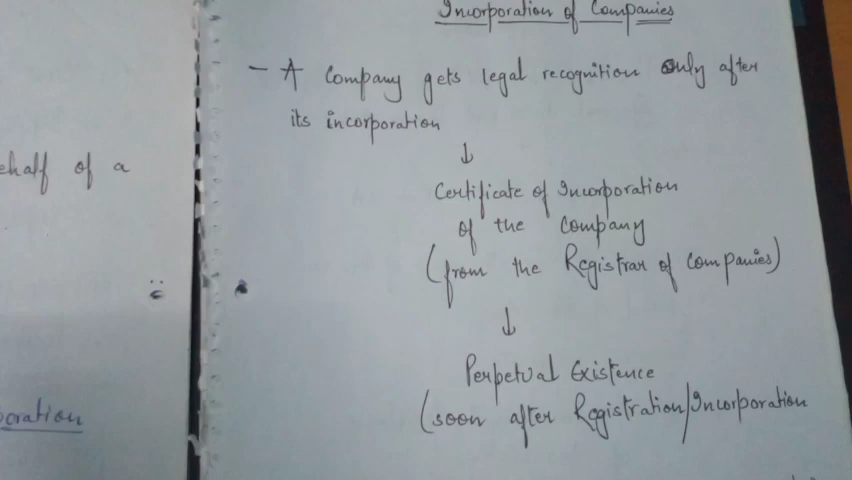 ehalf of a
oration
Incorporation of Companies
- A Company gets legal recognition Only after
its incorporation
↓
Certificate of Incorporation
of the Company
(from the Registrar of Companies)
↓
Perpetual Existence
(soon after Registration/Incorporation